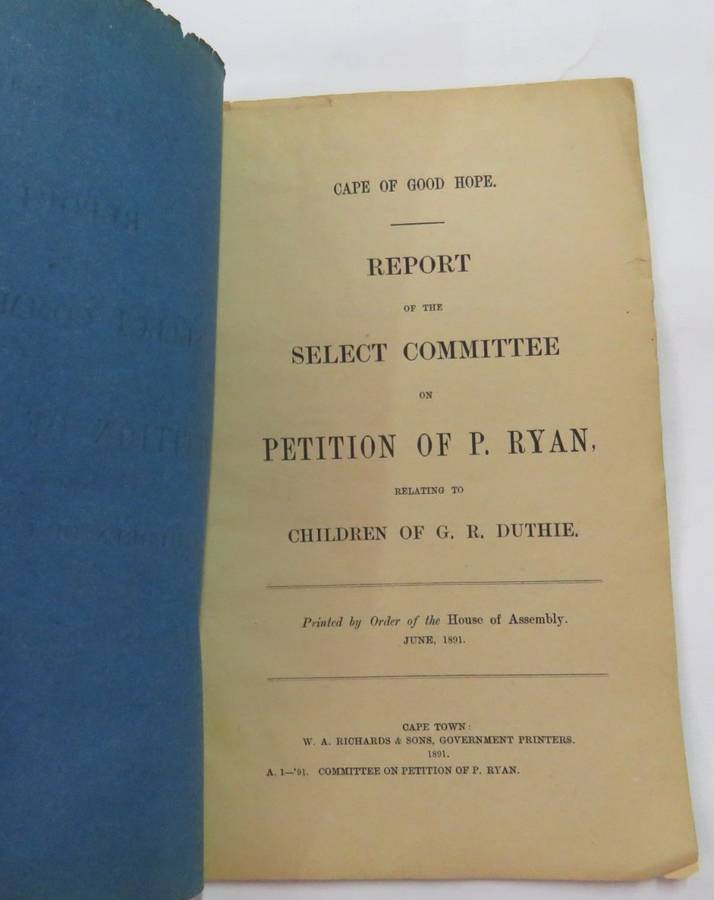 CAPE OF GOOD HOPE.
REPORT
OF THE
SELECT COMMITTEE
ON
PETITION OF P. RYAN,
RELATING TO
CHILDREN OF G. R. DUTHIE.
Printed by Order of the House of Assembly.
JUNE, 1891.
CAPE TOWN:
W. A. RICHARDS & SONS, GOVERNMENT PRINTERS.
1891.
A. 1—'91. COMMITTEE ON PETITION OF P. RYAN.